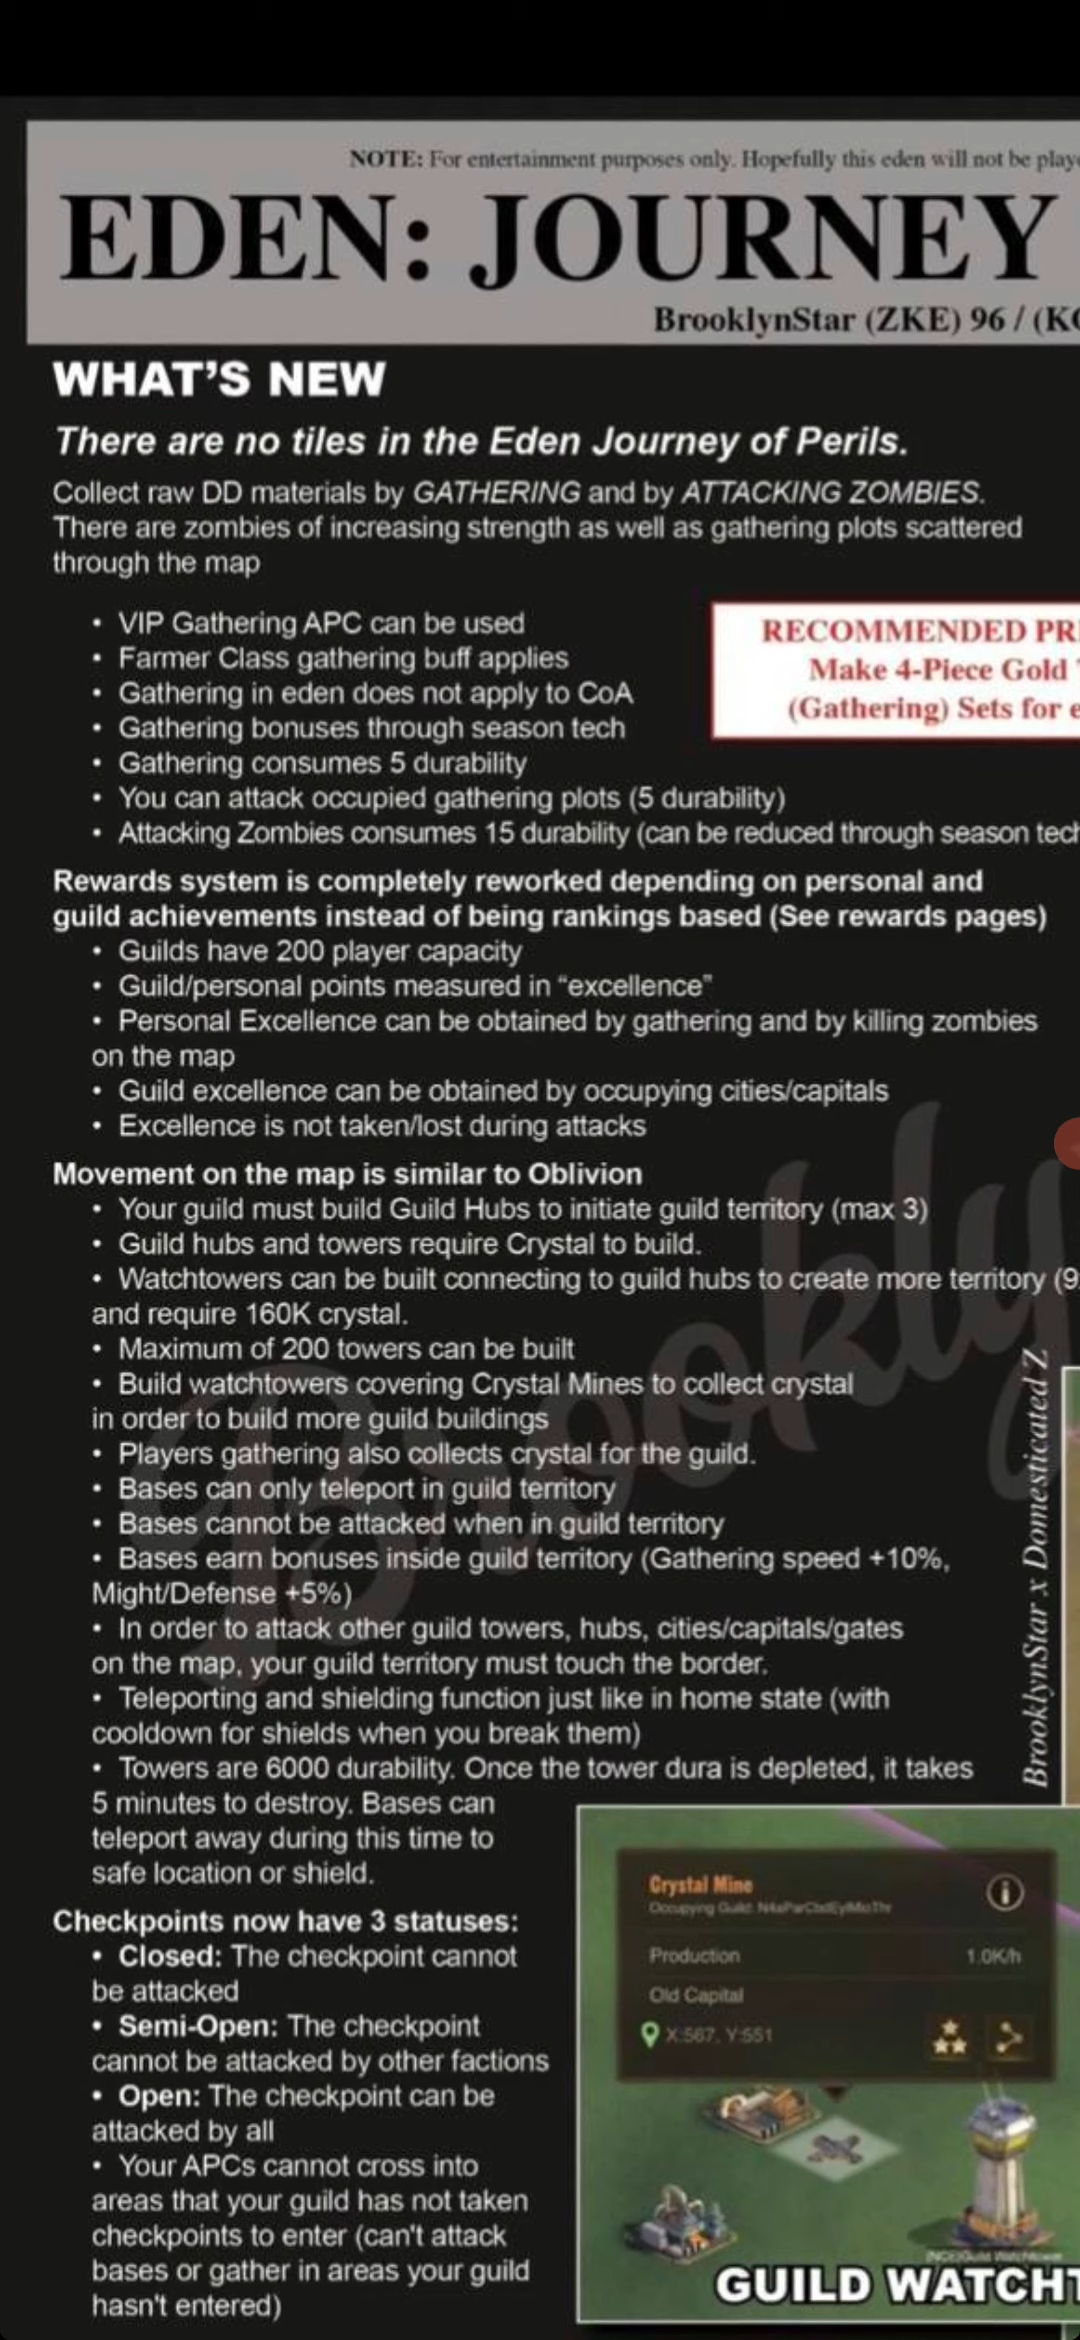 NOTE: For entertainment purposes only. Hopefully this eden will not be playe
EDEN: JOURNEY
BrooklynStar (ZKE) 96 / (KC
WHAT'S NEW
There are no tiles in the Eden Journey of Perils.
Collect raw DD materials by GATHERING and by ATTACKING ZOMBIES.
There are zombies of increasing strength as well as gathering plots scattered
through the map
• VIP Gathering APC can be used
• Farmer Class gathering buff applies
• Gathering in eden does not apply to CoA
• Gathering bonuses through season tech
• Gathering consumes 5 durability
• You can attack occupied gathering plots (5 durability)
• Attacking Zombies consumes 15 durability (can be reduced through season tech
RECOMMENDED PRE
Make 4-Piece Gold
(Gathering) Sets for e
Rewards system is completely reworked depending on personal and
guild achievements instead of being rankings based (See rewards pages)
• Guilds have 200 player capacity
• Guild/personal points measured in “excellence”
• Personal Excellence can be obtained by gathering and by killing zombies
on the map
• Guild excellence can be obtained by occupying cities/capitals
• Excellence is not taken/lost during attacks
Movement on the map is similar to Oblivion
• Your guild must build Guild Hubs to initiate guild territory (max 3)
• Guild hubs and towers require Crystal to build.
• Watchtowers can be built connecting to guild hubs to create more territory (9
and require 160K crystal.
• Maximum of 200 towers can be built
• Build watchtowers covering Crystal Mines to collect crystal
in order to build more guild buildings
• Players gathering also collects crystal for the guild.
• Bases can only teleport in guild territory
• Bases cannot be attacked when in guild territory
• Bases earn bonuses inside guild territory (Gathering speed +10%,
Might/Defense +5%)
• In order to attack other guild towers, hubs, cities/capitals/gates
on the map, your guild territory must touch the border.
• Teleporting and shielding function just like in home state (with
cooldown for shields when you break them)
• Towers are 6000 durability. Once the tower dura is depleted, it takes
5 minutes to destroy. Bases can
teleport away during this time to
safe location or shield.
Checkpoints now have 3 statuses:
• Closed: The checkpoint cannot
be attacked
• Semi-Open: The checkpoint
cannot be attacked by other factions
• Open: The checkpoint can be
attacked by all
• Your APCs cannot cross into
areas that your guild has not taken
checkpoints to enter (can't attack
bases or gather in areas your guild
hasn't entered)
Brookly
BrooklynStar x Domesticated Z
Crystal Mine
Occupying Guild:
Production 1.0K/h
Old Capital
X:567, Y:551
GUILD WATCHT